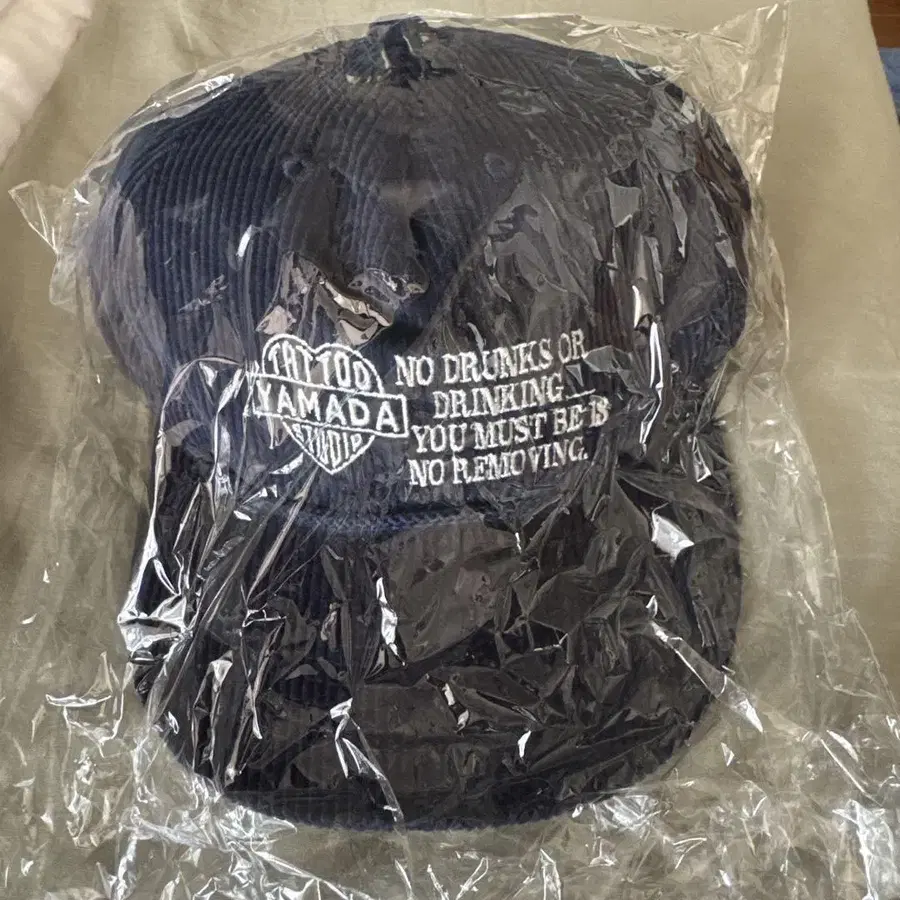 TATTOO
YAMADA
STUDIO
NO DRUNKS OR
DRINKING
YOU MUST BE 18
NO REMOVING.